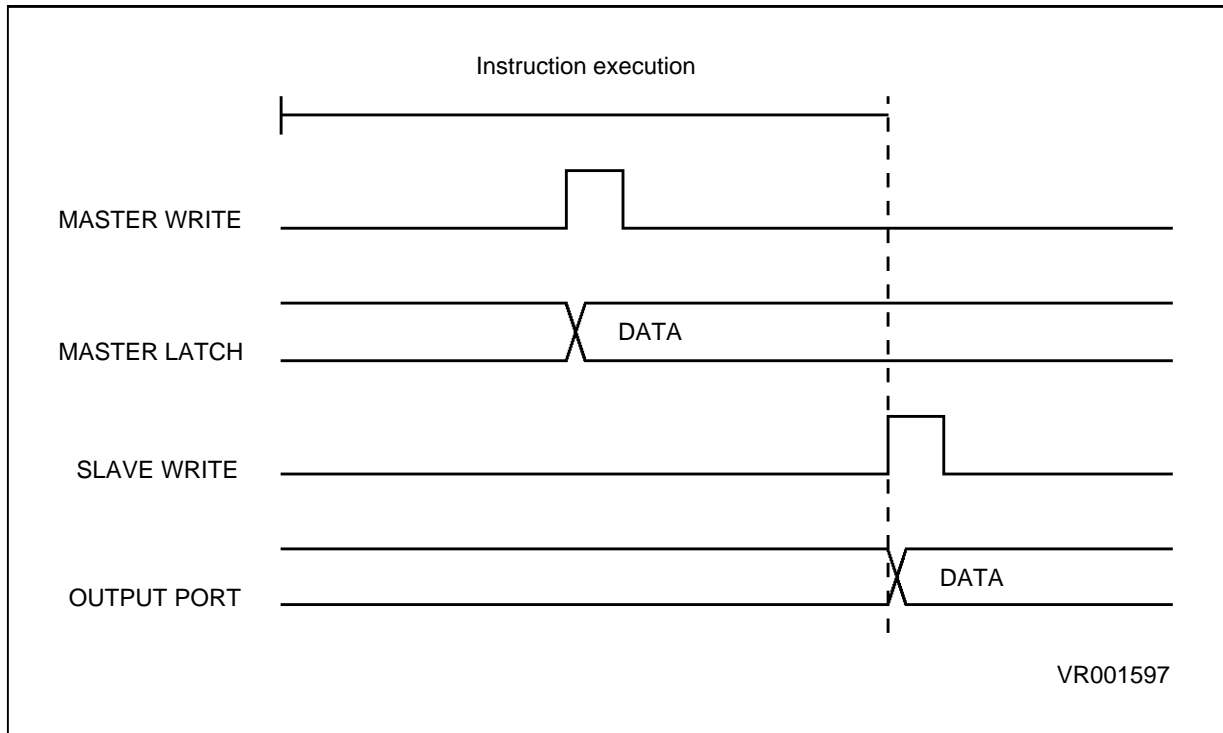 Instruction execution
MASTER WRITE
MASTER LATCH
DATA
SLAVE WRITE
OUTPUT PORT
DATA
VR001597